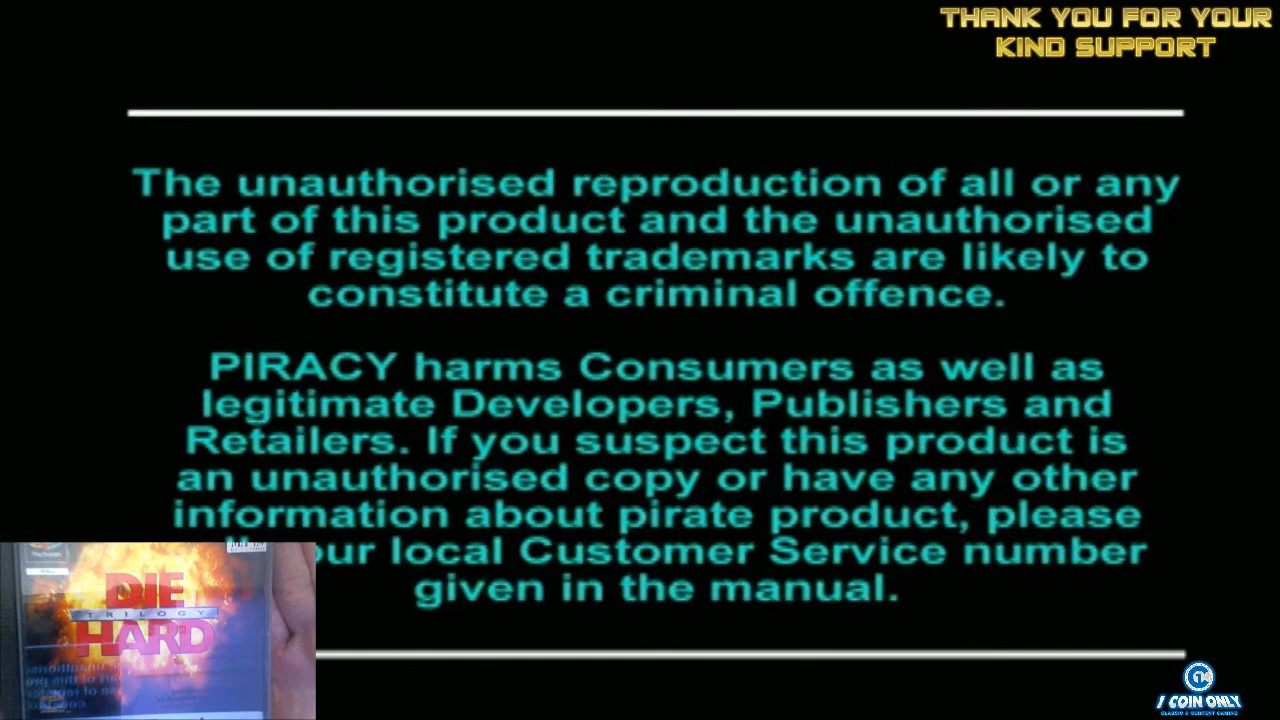 THANK YOU FOR YOUR
KIND SUPPORT
The unauthorised reproduction of all or any
part of this product and the unauthorised
use of registered trademarks are likely to
constitute a criminal offence.
PIRACY harms Consumers as well as
legitimate Developers, Publishers and
Retailers. If you suspect this product is
an unauthorised copy or have any other
information about pirate product, please
our local Customer Service number
given in the manual.
PlayStation
DIE
TRILOGY
HARD
1 COIN ONLY